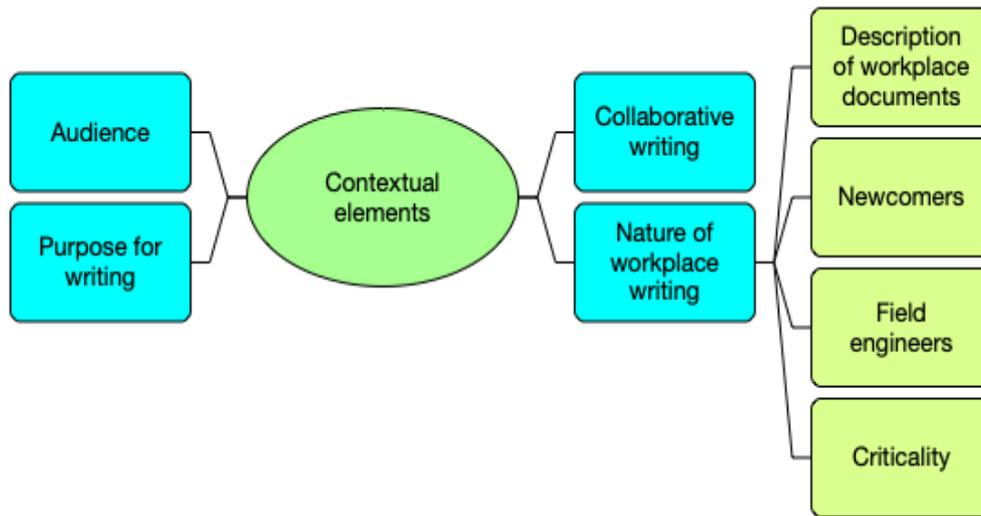 Audience
Purpose for
writing
Contextual
elements
Collaborative
writing
Nature of
workplace
writing
Description
of workplace
documents
Newcomers
Field
engineers
Criticality